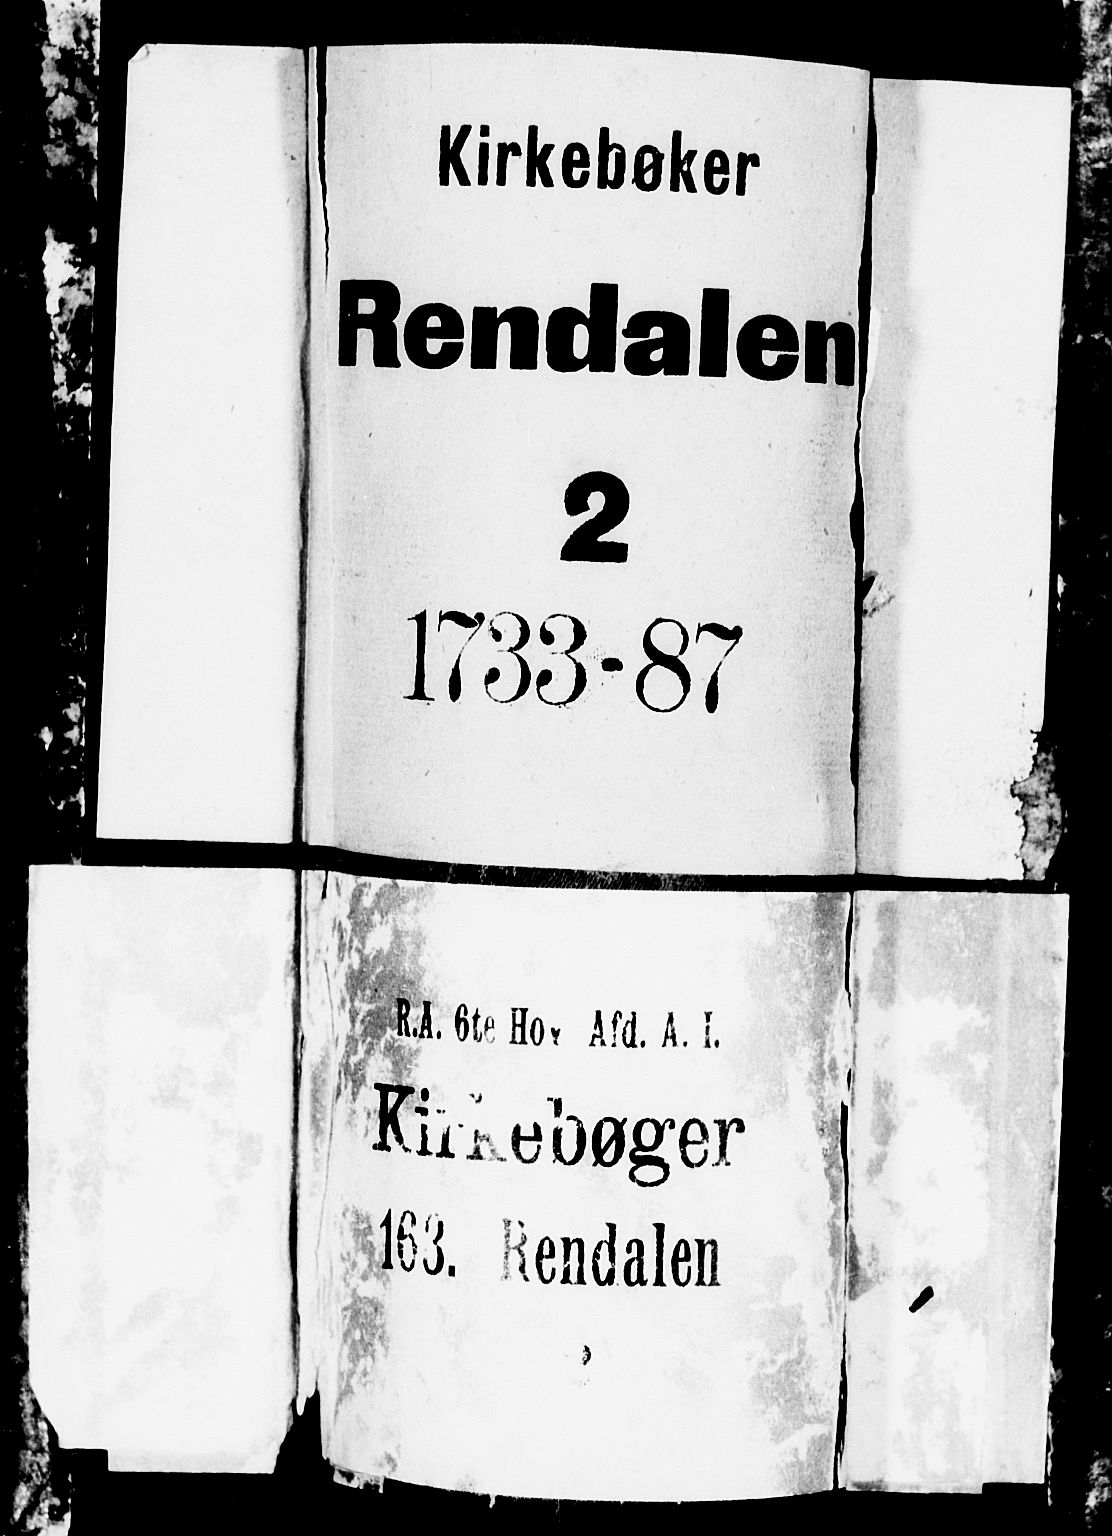 Kirkebøker
Rendalen
2
1733-87
R.A. 6te Hov Afd. A. I.
Kirkebøger
163. Rendalen